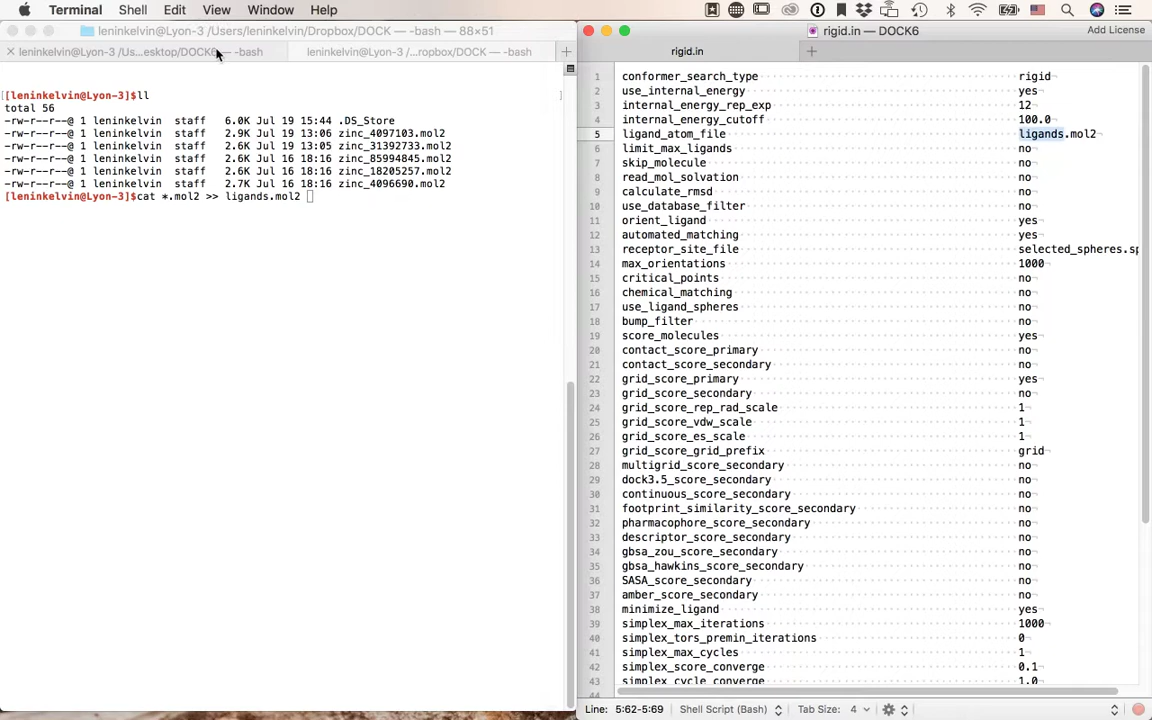 Terminal Shell Edit View Window Help
leninkelvin@Lyon-3 /Users/leninkelvin/Dropbox/DOCK — -bash — 88×51
leninkelvin@Lyon-3 /Us...esktop/DOCK6 — -bash
leninkelvin@Lyon-3 /...ropbox/DOCK — -bash
[leninkelvin@Lyon-3]$ll
total 56
-rw-r--r--@ 1 leninkelvin staff 6.0K Jul 19 15:44 .DS_Store
-rw-r--r--@ 1 leninkelvin staff 2.9K Jul 19 13:06 zinc_4097103.mol2
-rw-r--r--@ 1 leninkelvin staff 2.6K Jul 19 13:05 zinc_31392733.mol2
-rw-r--r--@ 1 leninkelvin staff 2.6K Jul 16 18:16 zinc_85994845.mol2
-rw-r--r--@ 1 leninkelvin staff 2.6K Jul 16 18:16 zinc_18205257.mol2
-rw-r--r--@ 1 leninkelvin staff 2.7K Jul 16 18:16 zinc_4096690.mol2
[leninkelvin@Lyon-3]$cat *.mol2 >> ligands.mol2
rigid.in — DOCK6
Add License
rigid.in
1 conformer_search_type rigid
2 use_internal_energy yes
3 internal_energy_rep_exp 12
4 internal_energy_cutoff 100.0
5 ligand_atom_file ligands.mol2
6 limit_max_ligands no
7 skip_molecule no
8 read_mol_solvation no
9 calculate_rmsd no
10 use_database_filter no
11 orient_ligand yes
12 automated_matching yes
13 receptor_site_file selected_spheres.sp
14 max_orientations 1000
15 critical_points no
16 chemical_matching no
17 use_ligand_spheres no
18 bump_filter no
19 score_molecules yes
20 contact_score_primary no
21 contact_score_secondary no
22 grid_score_primary yes
23 grid_score_secondary no
24 grid_score_rep_rad_scale 1
25 grid_score_vdw_scale 1
26 grid_score_es_scale 1
27 grid_score_grid_prefix grid
28 multigrid_score_secondary no
29 dock3.5_score_secondary no
30 continuous_score_secondary no
31 footprint_similarity_score_secondary no
32 pharmacophore_score_secondary no
33 descriptor_score_secondary no
34 gbsa_zou_score_secondary no
35 gbsa_hawkins_score_secondary no
36 SASA_score_secondary no
37 amber_score_secondary no
38 minimize_ligand yes
39 simplex_max_iterations 1000
40 simplex_tors_premin_iterations 0
41 simplex_max_cycles 1
42 simplex_score_converge 0.1
43 simplex_cycle_converge 1.0
44
Line: 5:62-5:69 Shell Script (Bash) Tab Size: 4